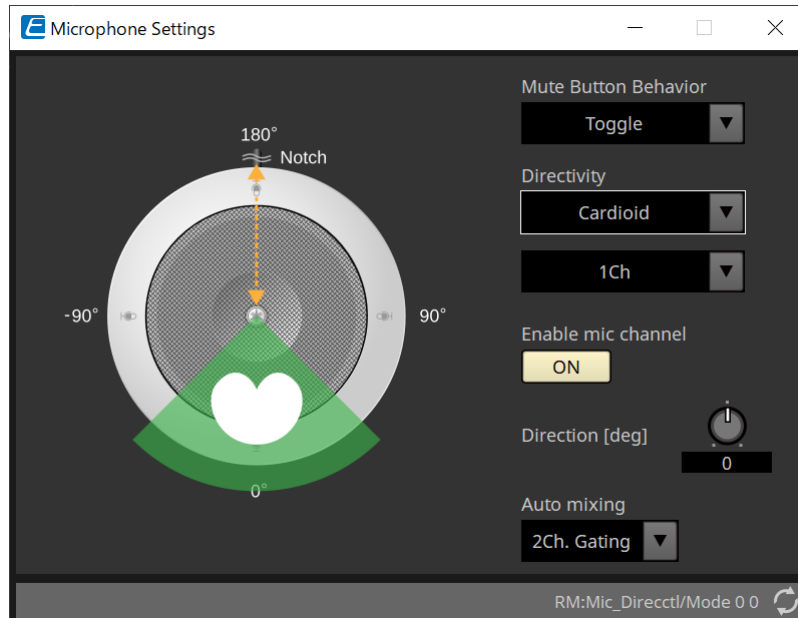 Microphone Settings
Mute Button Behavior
Toggle
180°
Notch
Directivity
Cardioid
1Ch
-90°
90°
Enable mic channel
ON
Direction [deg]
0
0°
Auto mixing
2Ch. Gating
RM:Mic_Direcctl/Mode 0 0